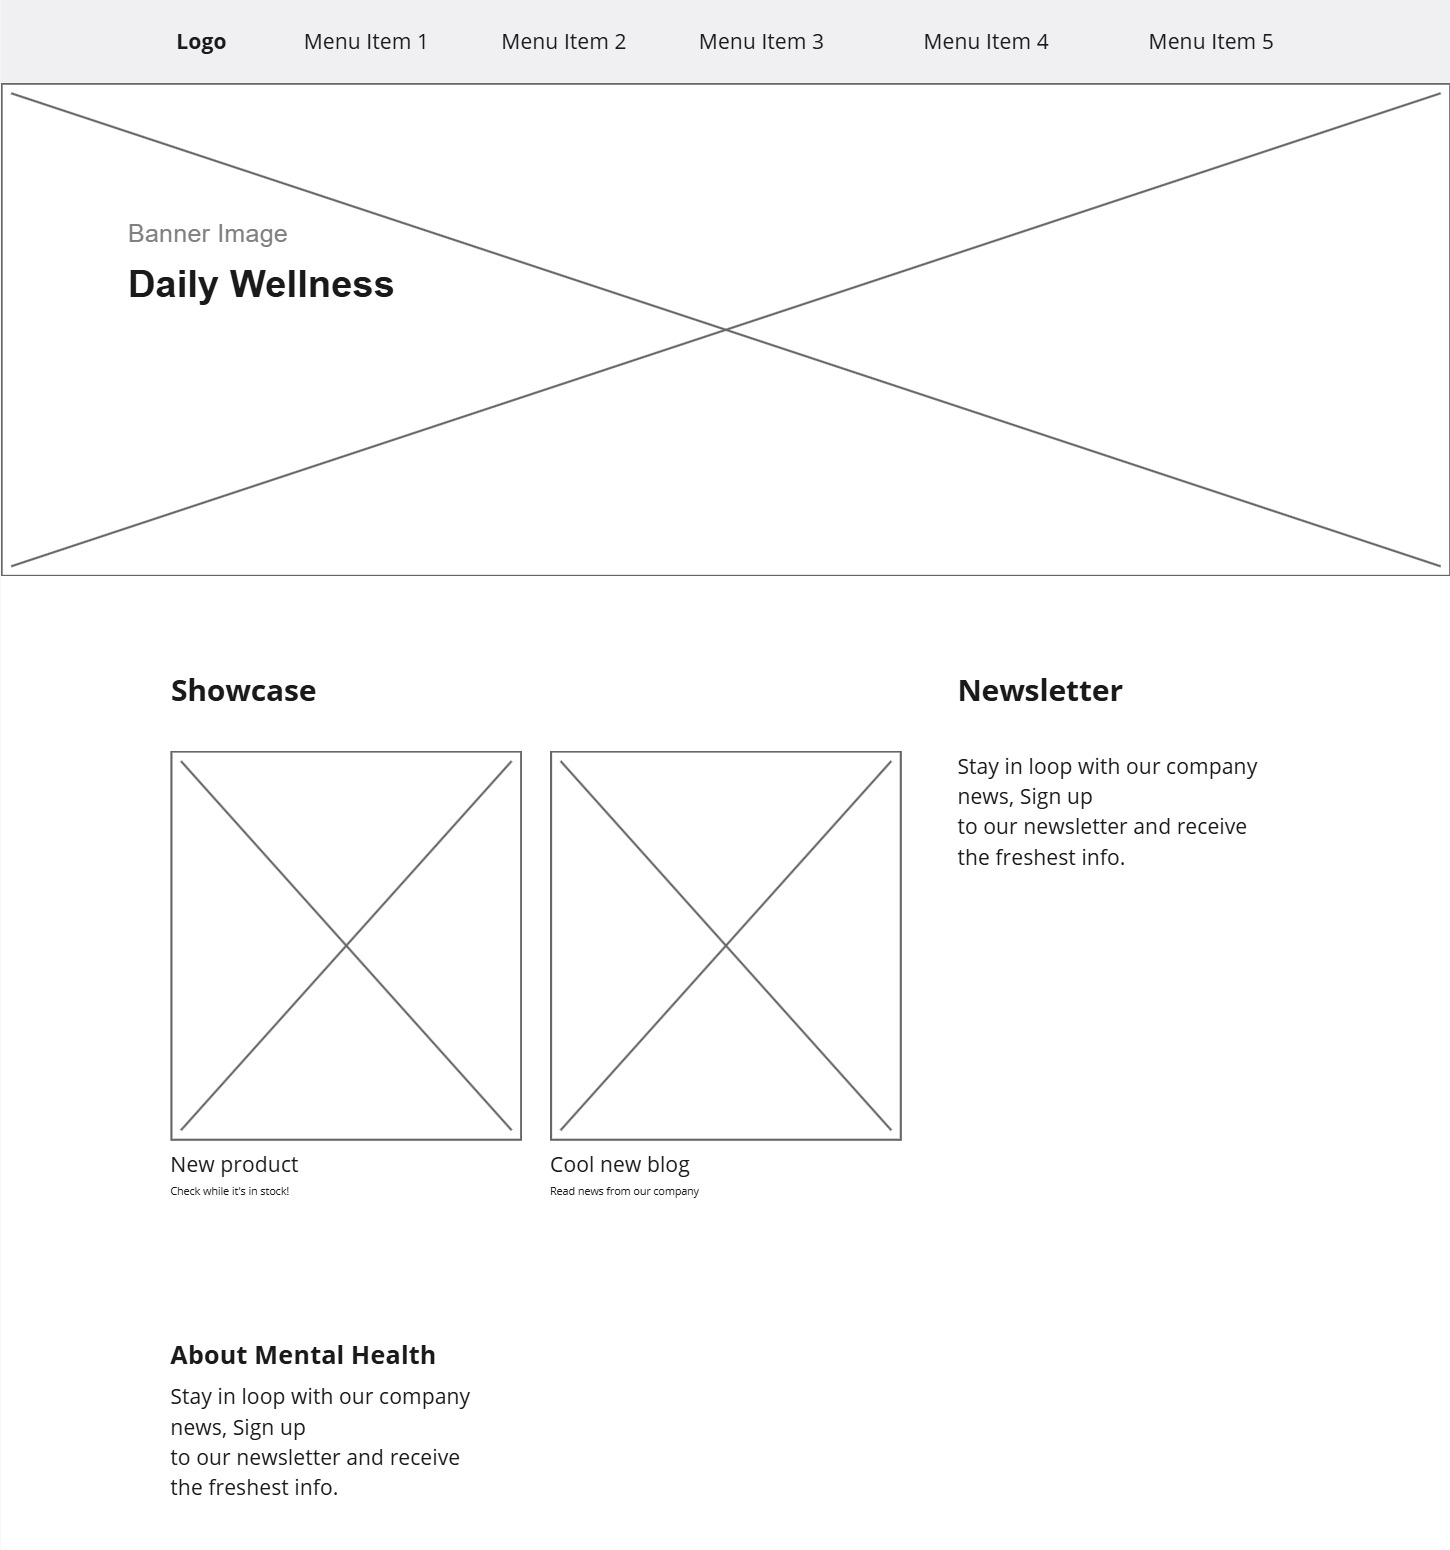 Logo Menu Item 1 Menu Item 2 Menu Item 3 Menu Item 4 Menu Item 5
Banner Image
Daily Wellness
Showcase
New product
Check while it's in stock!
Cool new blog
Read news from our company
Newsletter
Stay in loop with our company
news, Sign up
to our newsletter and receive
the freshest info.
About Mental Health
Stay in loop with our company
news, Sign up
to our newsletter and receive
the freshest info.